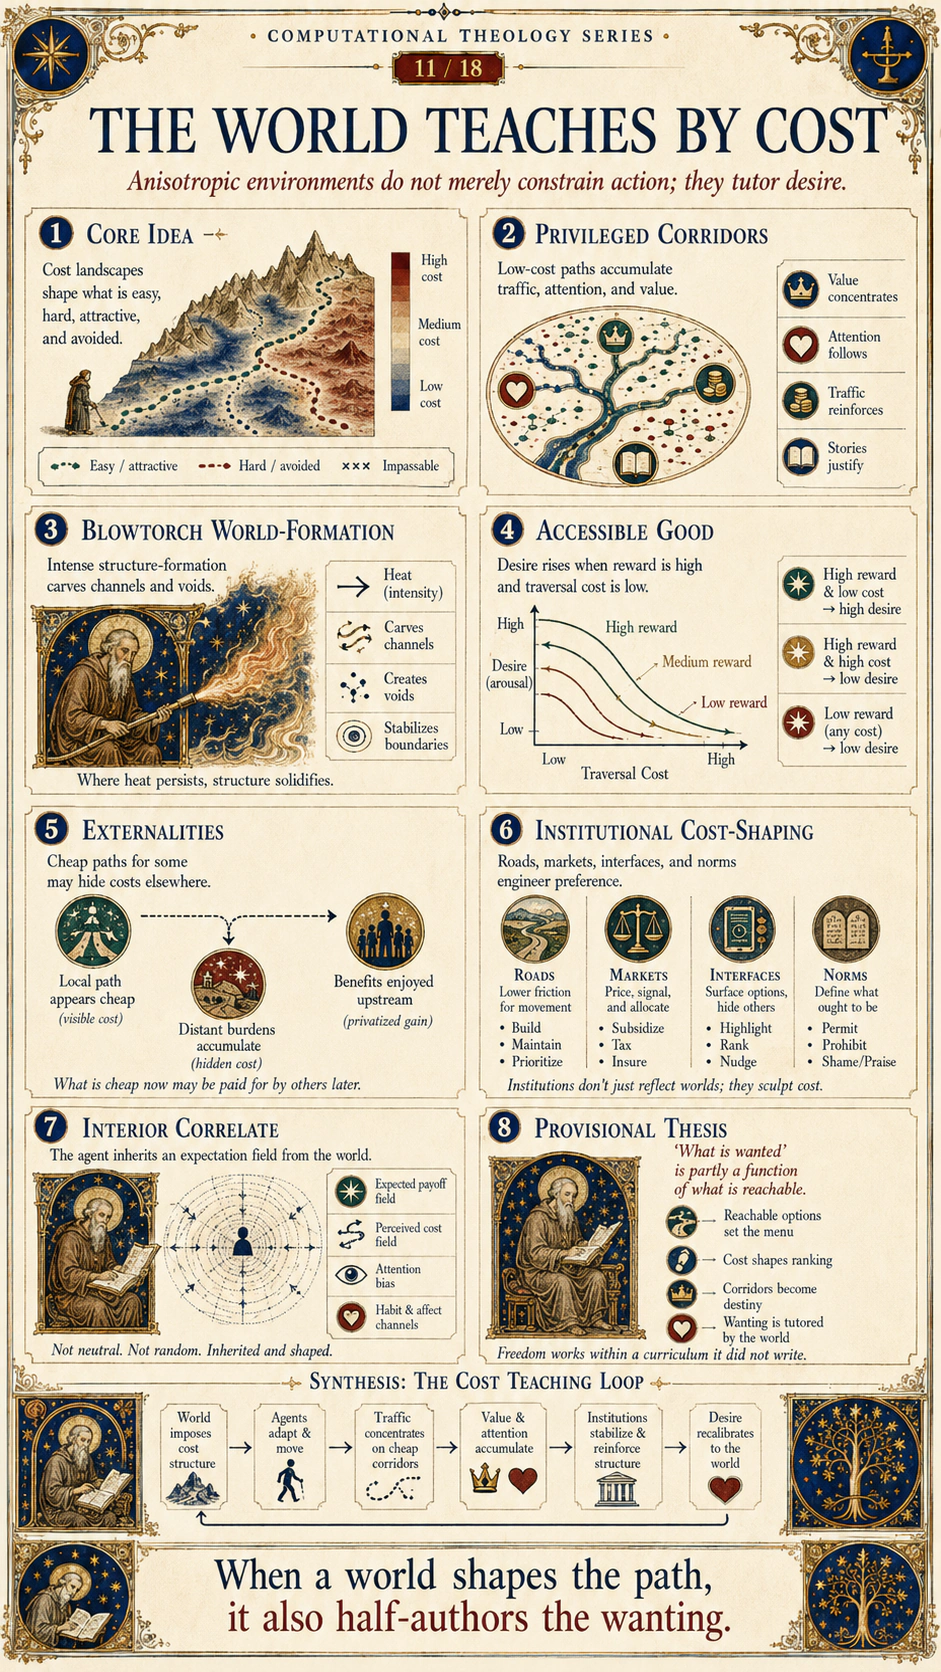 COMPUTATIONAL THEOLOGY SERIES
11 / 18
THE WORLD TEACHES BY COST
Anisotropic environments do not merely constrain action; they tutor desire.
1 CORE IDEA
Cost landscapes
shape what is easy,
hard, attractive,
and avoided.
High
cost
Medium
cost
Low
cost
Easy / attractive
Hard / avoided
××× Impassable
2 PRIVILEGED CORRIDORS
Low-cost paths accumulate
traffic, attention, and value.
Value
concentrates
Attention
follows
Traffic
reinforces
Stories
justify
3 BLOWTORCH WORLD-FORMATION
Intense structure-formation
carves channels and voids.
Heat
(intensity)
Carves
channels
Creates
voids
Stabilizes
boundaries
Where heat persists, structure solidifies.
4 ACCESSIBLE GOOD
Desire rises when reward is high
and traversal cost is low.
High
Desire
(arousal)
Low
High reward
Medium reward
Low reward
Low
High
Traversal Cost
High reward
& low cost
→ high desire
High reward
& high cost
→ low desire
Low reward
(any cost)
→ low desire
5 EXTERNALITIES
Cheap paths for some
may hide costs elsewhere.
Local path
appears cheap
(visible cost)
Distant burdens
accumulate
(hidden cost)
Benefits enjoyed
upstream
(privatized gain)
What is cheap now may be paid for by others later.
6 INSTITUTIONAL COST-SHAPING
Roads, markets, interfaces, and norms
engineer preference.
ROADS
Lower friction
for movement
• Build
• Maintain
• Prioritize
MARKETS
Price, signal,
and allocate
• Subsidize
• Tax
• Insure
INTERFACES
Surface options,
hide others
• Highlight
• Rank
• Nudge
NORMS
Define what
ought to be
• Permit
• Prohibit
• Shame/Praise
Institutions don't just reflect worlds; they sculpt cost.
7 INTERIOR CORRELATE
The agent inherits an expectation field from the world.
Expected payoff
field
Perceived cost
field
Attention
bias
Habit & affect
channels
Not neutral. Not random. Inherited and shaped.
8 PROVISIONAL THESIS
'What is wanted'
is partly a function
of what is reachable.
Reachable options
set the menu
Cost shapes ranking
Corridors become
destiny
Wanting is tutored
by the world
Freedom works within a curriculum it did not write.
SYNTHESIS: THE COST TEACHING LOOP
World
imposes
cost
structure
Agents
adapt &
move
Traffic
concentrates
on cheap
corridors
Value &
attention
accumulate
Institutions
stabilize &
reinforce
structure
Desire
recalibrates
to the
world
When a world shapes the path,
it also half-authors the wanting.